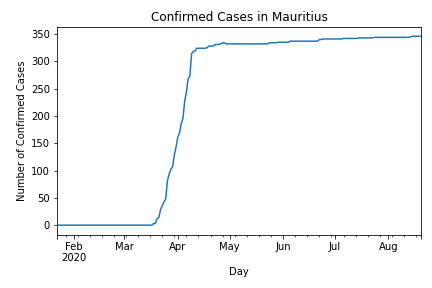 Confirmed Cases in Mauritius
Number of Confirmed Cases
350
300
250
200
150
100
50
0
Feb Mar Apr May Jun Jul Aug
2020
Day